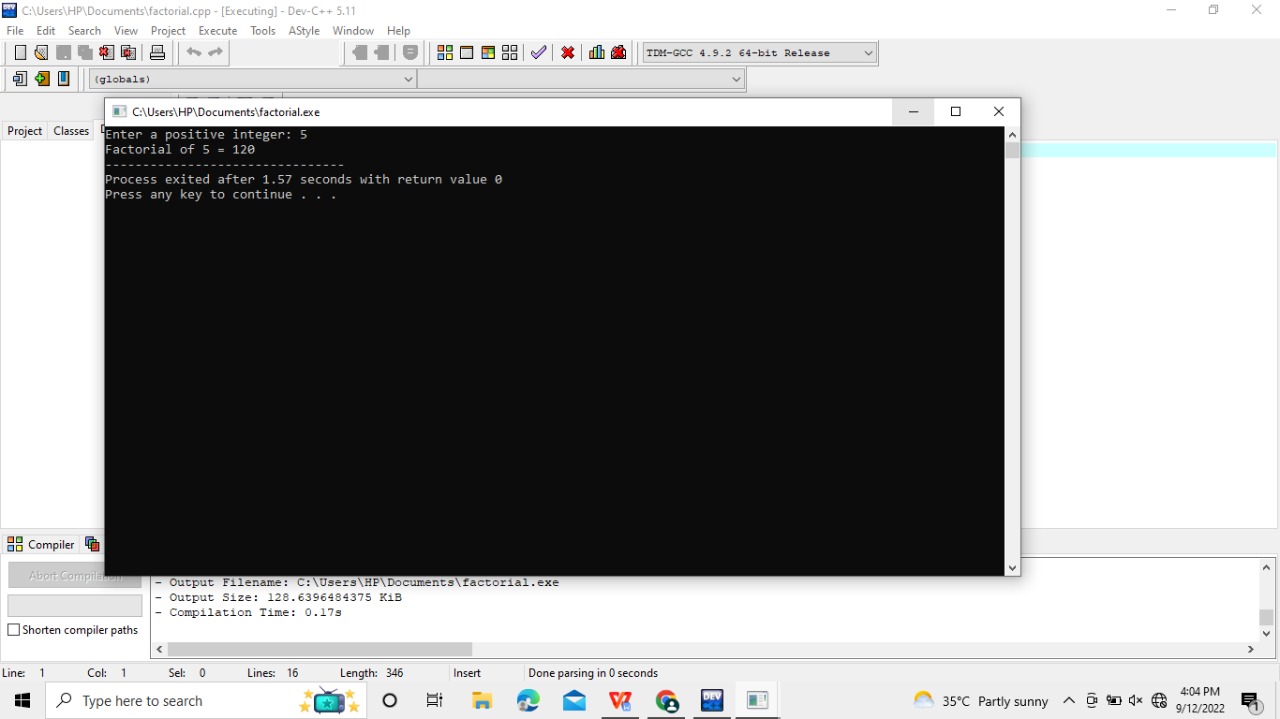 C:\Users\HP\Documents\factorial.cpp - [Executing] - Dev-C++ 5.11
File Edit Search View Project Execute Tools AStyle Window Help
TDM-GCC 4.9.2 64-bit Release
(globals)
C:\Users\HP\Documents\factorial.exe
Project Classes
Enter a positive integer: 5
Factorial of 5 = 120
--------------------------------
Process exited after 1.57 seconds with return value 0
Press any key to continue . . .
Compiler
Abort Compilation
- Output Filename: C:\Users\HP\Documents\factorial.exe
- Output Size: 128.6396484375 KiB
- Compilation Time: 0.17s
Shorten compiler paths
Line: 1 Col: 1 Sel: 0 Lines: 16 Length: 346 Insert Done parsing in 0 seconds
Type here to search
DEV
35°C Partly sunny
4:04 PM
9/12/2022
1